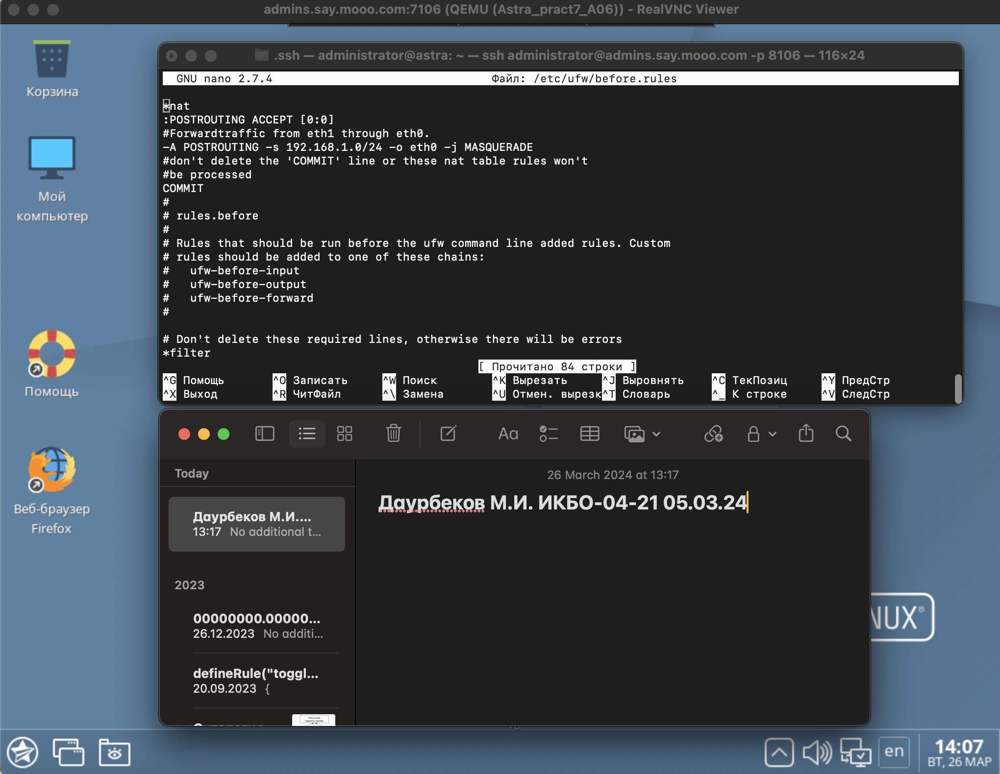 admins.say.mooo.com:7106 (QEMU (Astra_pract7_A06)) - RealVNC Viewer
Корзина
Мой
компьютер
Помощь
Веб-браузер
Firefox
.ssh — administrator@astra: ~ — ssh administrator@admins.say.mooo.com -p 8106 — 116×24
GNU nano 2.7.4 Файл: /etc/ufw/before.rules
*nat
:POSTROUTING ACCEPT [0:0]
#Forwardtraffic from eth1 through eth0.
-A POSTROUTING -s 192.168.1.0/24 -o eth0 -j MASQUERADE
#don't delete the 'COMMIT' line or these nat table rules won't
#be processed
COMMIT
#
# rules.before
#
# Rules that should be run before the ufw command line added rules. Custom
# rules should be added to one of these chains:
#   ufw-before-input
#   ufw-before-output
#   ufw-before-forward
#
# Don't delete these required lines, otherwise there will be errors
*filter
[ Прочитано 84 строки ]
^G Помощь ^O Записать ^W Поиск ^K Вырезать ^J Выровнять ^C ТекПозиц ^Y ПредСтр
^X Выход ^R ЧитФайл ^\ Замена ^U Отмен. вырезк ^T Словарь ^_ К строке ^V СледСтр
Aa
Today
Даурбеков М.И....
13:17 No additional t...
2023
00000000.00000...
26.12.2023 No additi...
defineRule("toggl...
20.09.2023 {
26 March 2024 at 13:17
Даурбеков М.И. ИКБО-04-21 05.03.24
NUX®
en
14:07
ВТ, 26 МАР